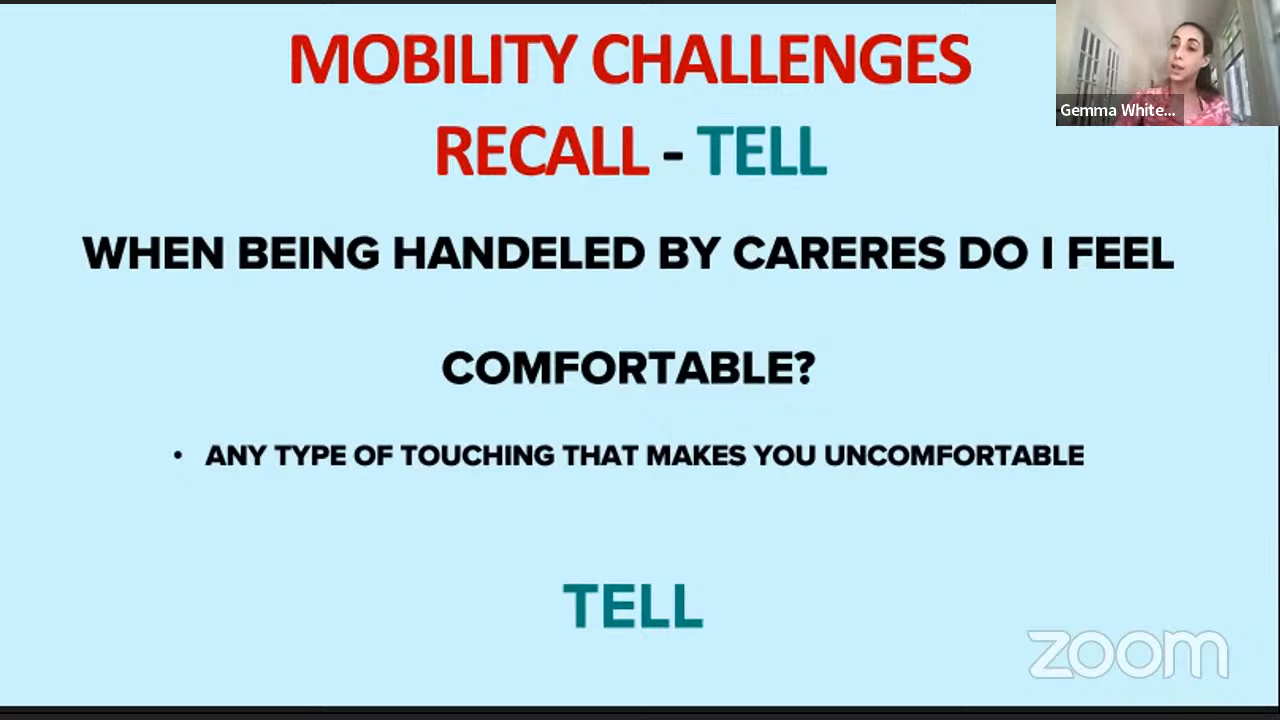 MOBILITY CHALLENGES
Gemma White...
RECALL - TELL
WHEN BEING HANDELED BY CARERES DO I FEEL
COMFORTABLE?
• ANY TYPE OF TOUCHING THAT MAKES YOU UNCOMFORTABLE
TELL
zoom